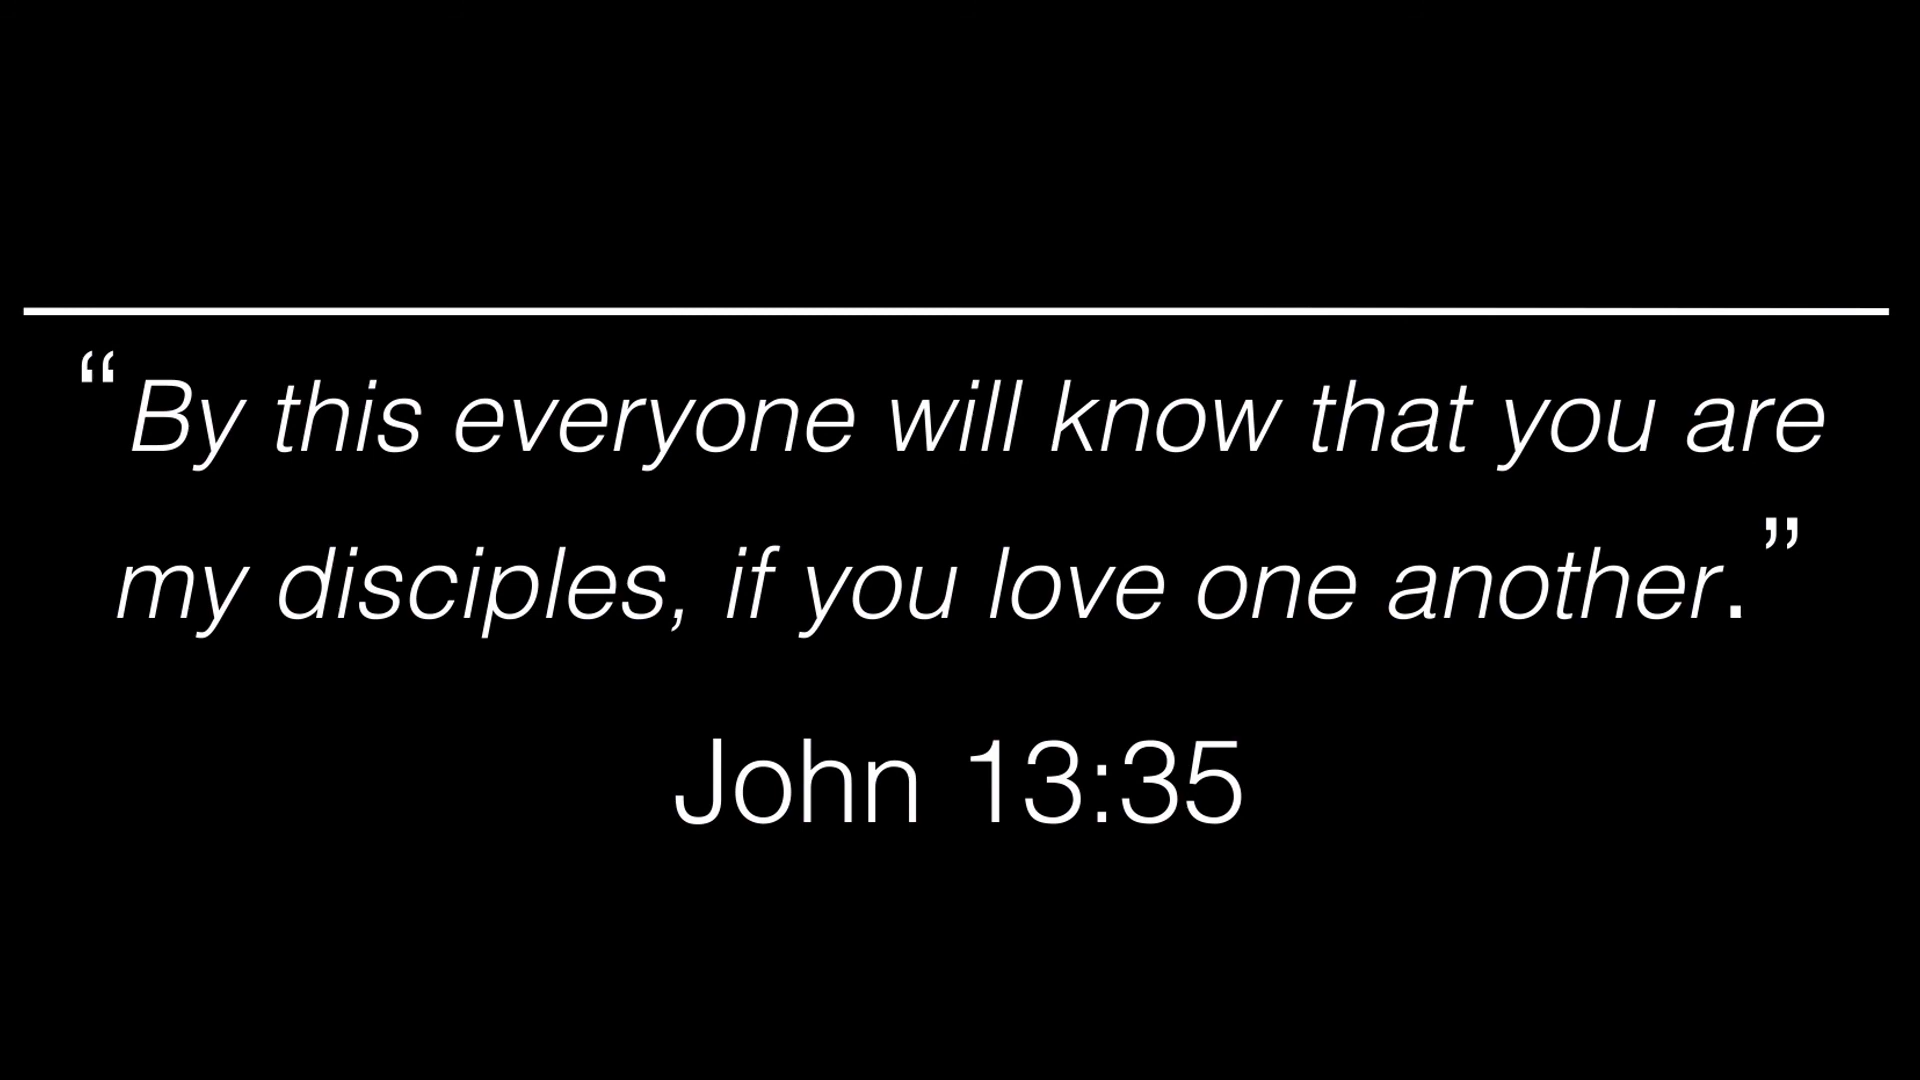 “By this everyone will know that you are
my disciples, if you love one another.”
John 13:35